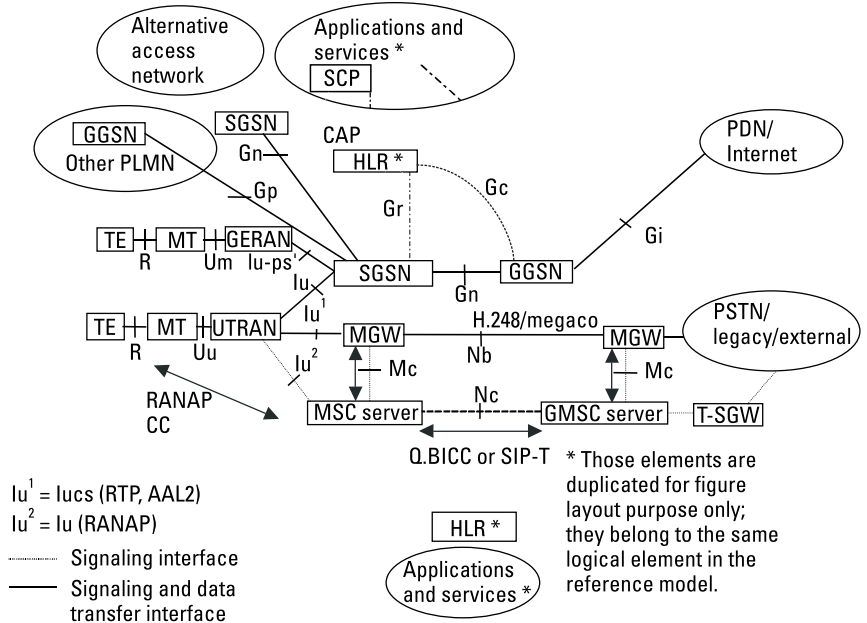 Alternative
access
network
Applications and
services *
SCP
GGSN
Other PLMN
SGSN
Gn
CAP
HLR *
PDN/
Internet
Gp
Gr
Gc
Gi
TE
MT
GERAN
R
Um
Iu-ps'
SGSN
GGSN
Gn
Iu
Iu1
TE
MT
UTRAN
R
Uu
MGW
H.248/megaco
MGW
Nb
PSTN/
legacy/external
Iu2
Mc
Mc
RANAP
CC
MSC server
Nc
GMSC server
T-SGW
Q.BICC or SIP-T
* Those elements are
duplicated for figure
layout purpose only;
they belong to the same
logical element in the
reference model.
Iu1 = Iucs (RTP, AAL2)
Iu2 = Iu (RANAP)
Signaling interface
Signaling and data
transfer interface
HLR *
Applications
and services *